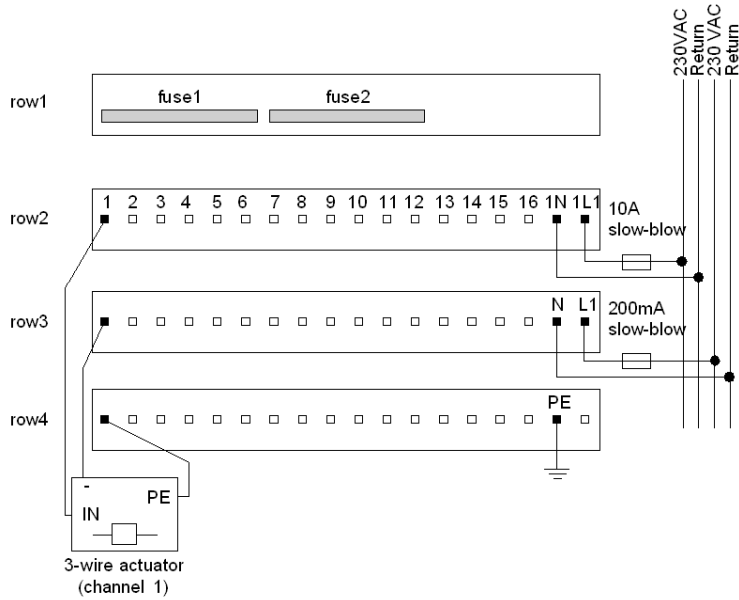 230VAC
Return
230 VAC
Return
row1
fuse1 fuse2
row2
1 2 3 4 5 6 7 8 9 10 11 12 13 14 15 16 1N 1L1
10A
slow-blow
row3
N L1
200mA
slow-blow
row4
PE
-
PE
IN
3-wire actuator
(channel 1)